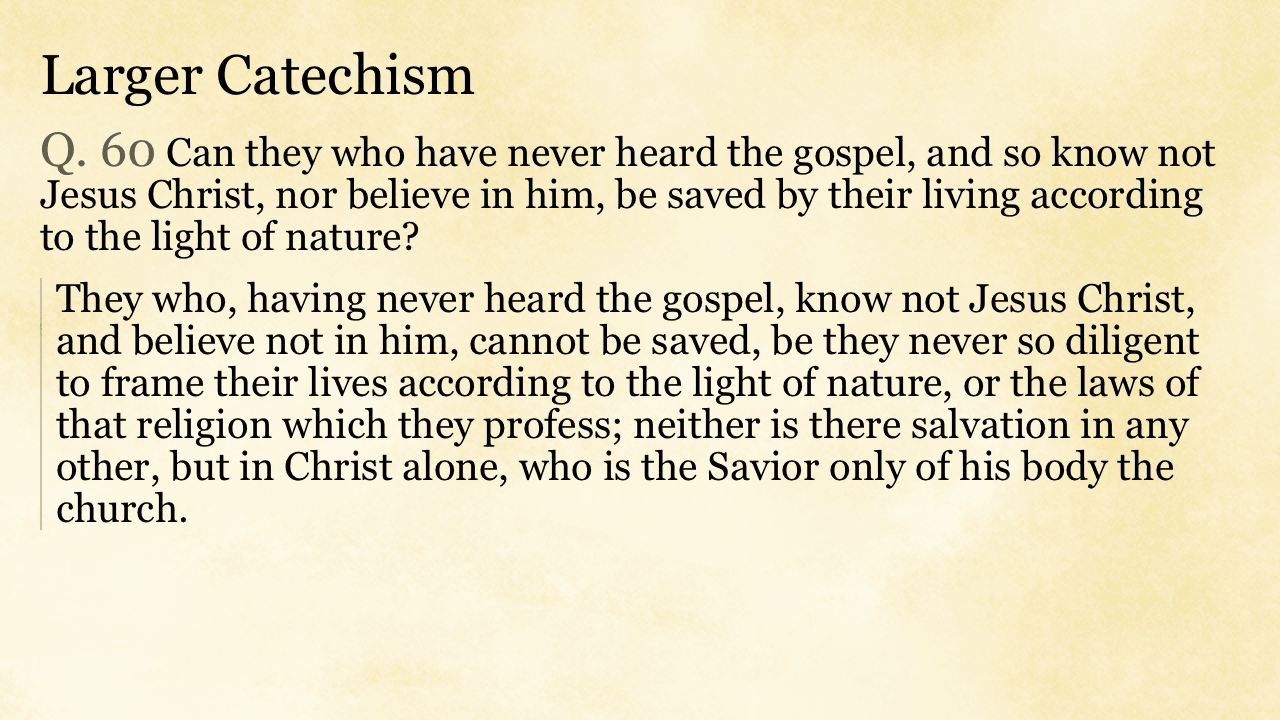 Larger Catechism
Q. 60 Can they who have never heard the gospel, and so know not
Jesus Christ, nor believe in him, be saved by their living according
to the light of nature?
They who, having never heard the gospel, know not Jesus Christ,
and believe not in him, cannot be saved, be they never so diligent
to frame their lives according to the light of nature, or the laws of
that religion which they profess; neither is there salvation in any
other, but in Christ alone, who is the Savior only of his body the
church.